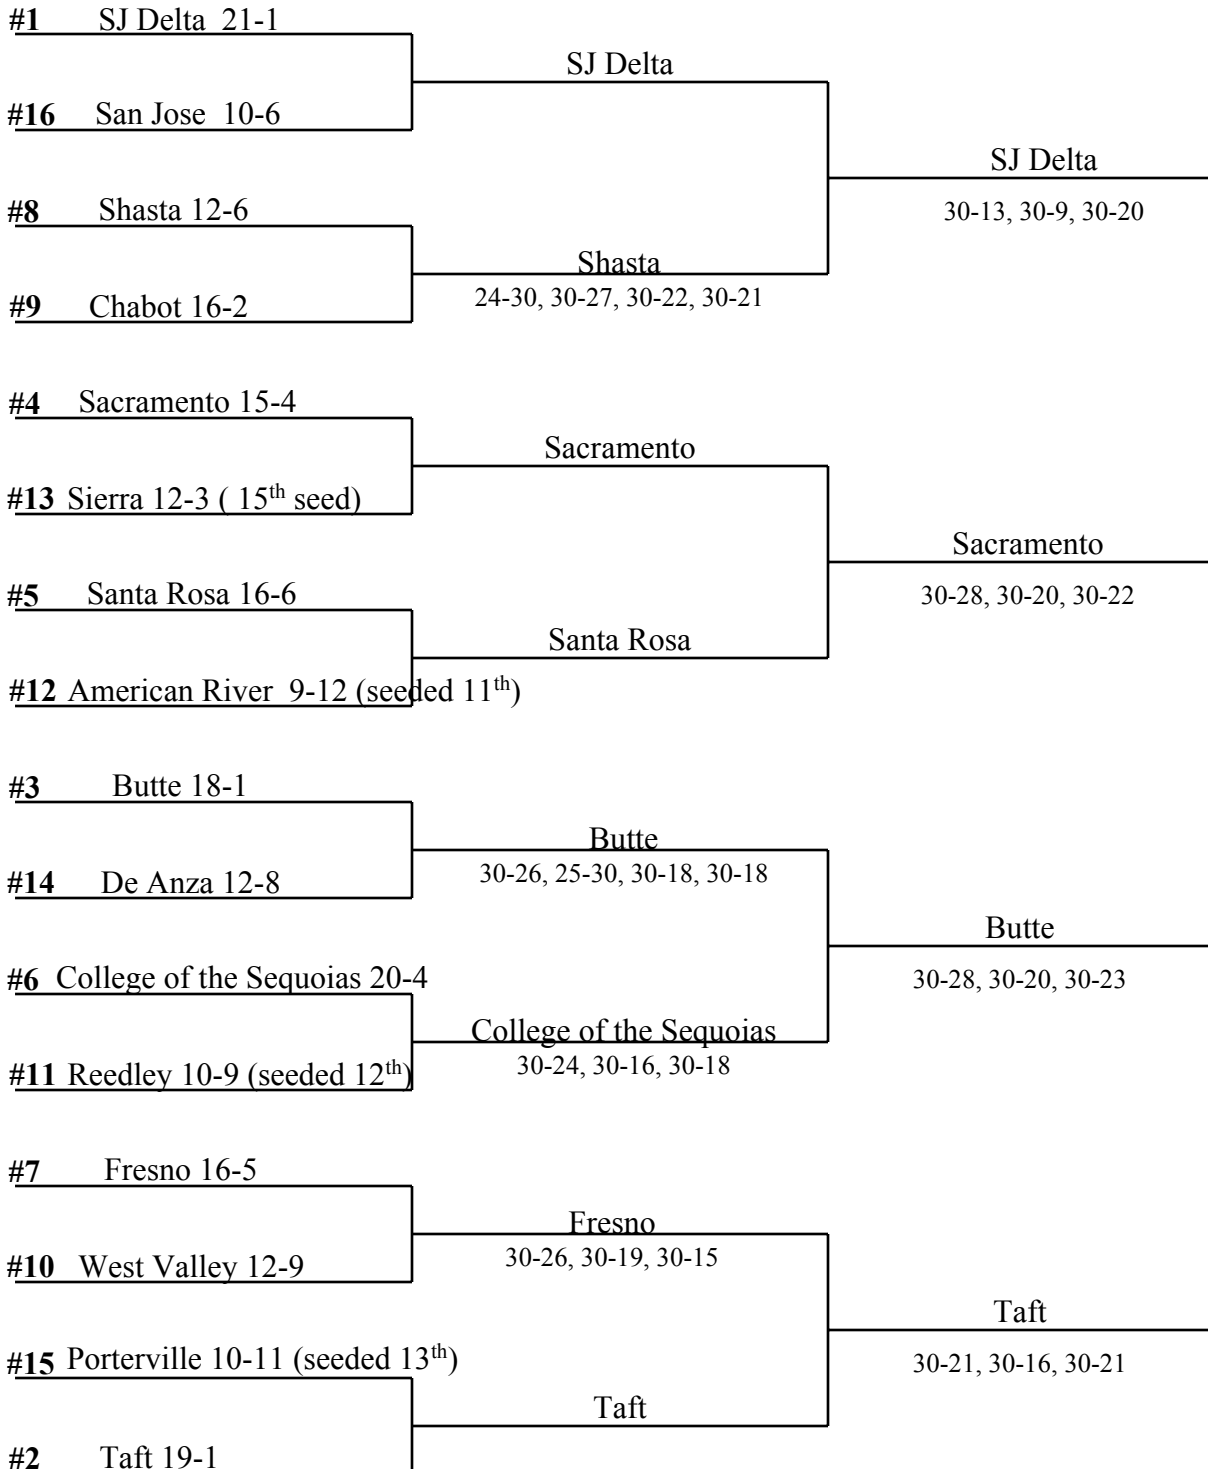 #1 SJ Delta 21-1
SJ Delta
#16 San Jose 10-6
SJ Delta
30-13, 30-9, 30-20
#8 Shasta 12-6
Shasta
24-30, 30-27, 30-22, 30-21
#9 Chabot 16-2
#4 Sacramento 15-4
Sacramento
#13 Sierra 12-3 ( 15th seed)
Sacramento
30-28, 30-20, 30-22
#5 Santa Rosa 16-6
Santa Rosa
#12 American River 9-12 (seeded 11th)
#3 Butte 18-1
Butte
30-26, 25-30, 30-18, 30-18
#14 De Anza 12-8
Butte
30-28, 30-20, 30-23
#6 College of the Sequoias 20-4
College of the Sequoias
30-24, 30-16, 30-18
#11 Reedley 10-9 (seeded 12th)
#7 Fresno 16-5
Fresno
30-26, 30-19, 30-15
#10 West Valley 12-9
Taft
30-21, 30-16, 30-21
#15 Porterville 10-11 (seeded 13th)
Taft
#2 Taft 19-1